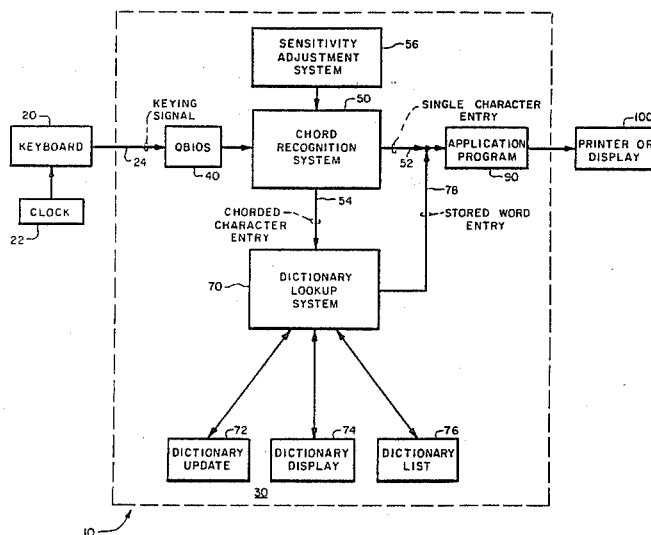 SENSITIVITY
ADJUSTMENT
SYSTEM
56
50
20
KEYBOARD
KEYING
SIGNAL
24
QBIOS
40
CHORD
RECOGNITION
SYSTEM
SINGLE CHARACTER
ENTRY
52
APPLICATION
PROGRAM
90
100
PRINTER OR
DISPLAY
CLOCK
22
54
CHORDED
CHARACTER
ENTRY
78
STORED WORD
ENTRY
70
DICTIONARY
LOOKUP
SYSTEM
72
DICTIONARY
UPDATE
74
DICTIONARY
DISPLAY
76
DICTIONARY
LIST
30
10